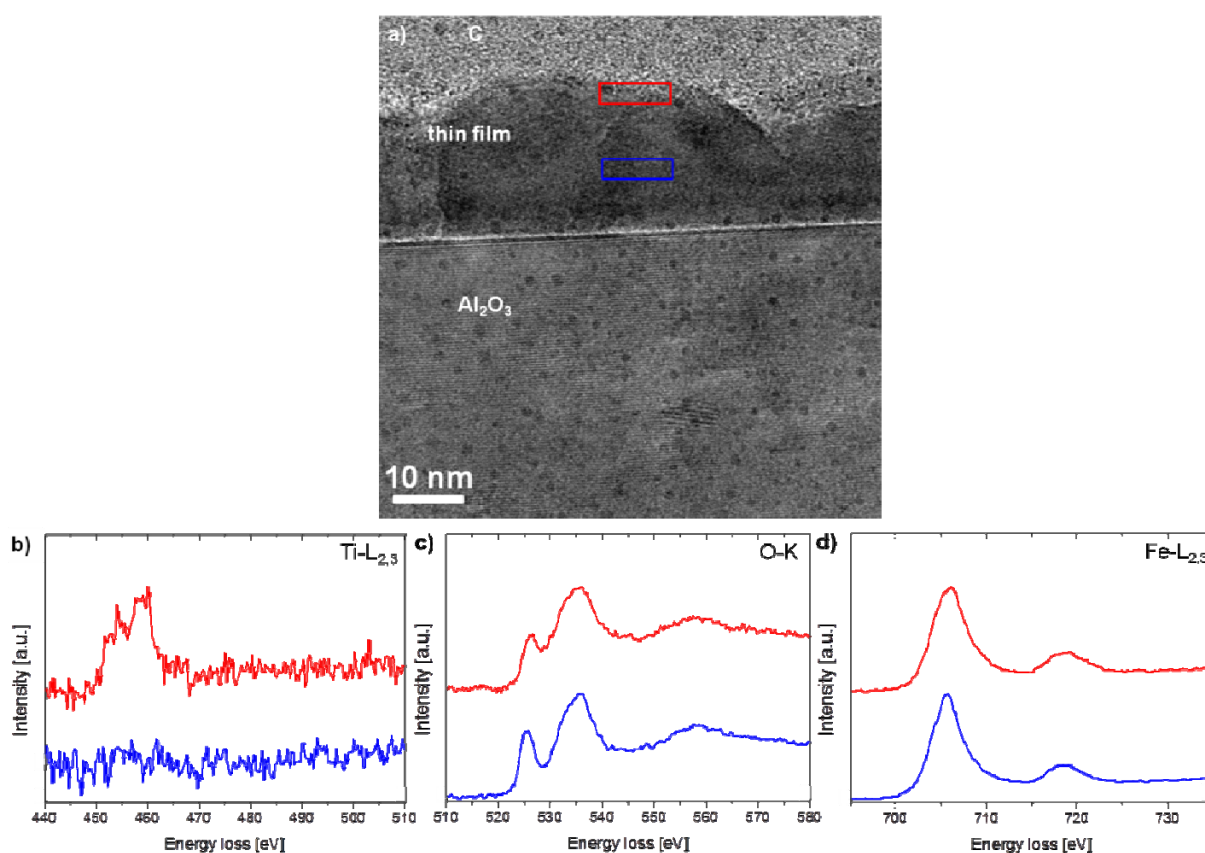 a) C
thin film
Al₂O₃
10 nm
b) Ti-L₂,₃
Intensity [a.u.]
440 450 460 470 480 490 500 510
Energy loss [eV]
c) O-K
Intensity [a.u.]
510 520 530 540 550 560 570 580
Energy loss [eV]
d) Fe-L₂,₃
Intensity [a.u.]
700 710 720 730
Energy loss [eV]